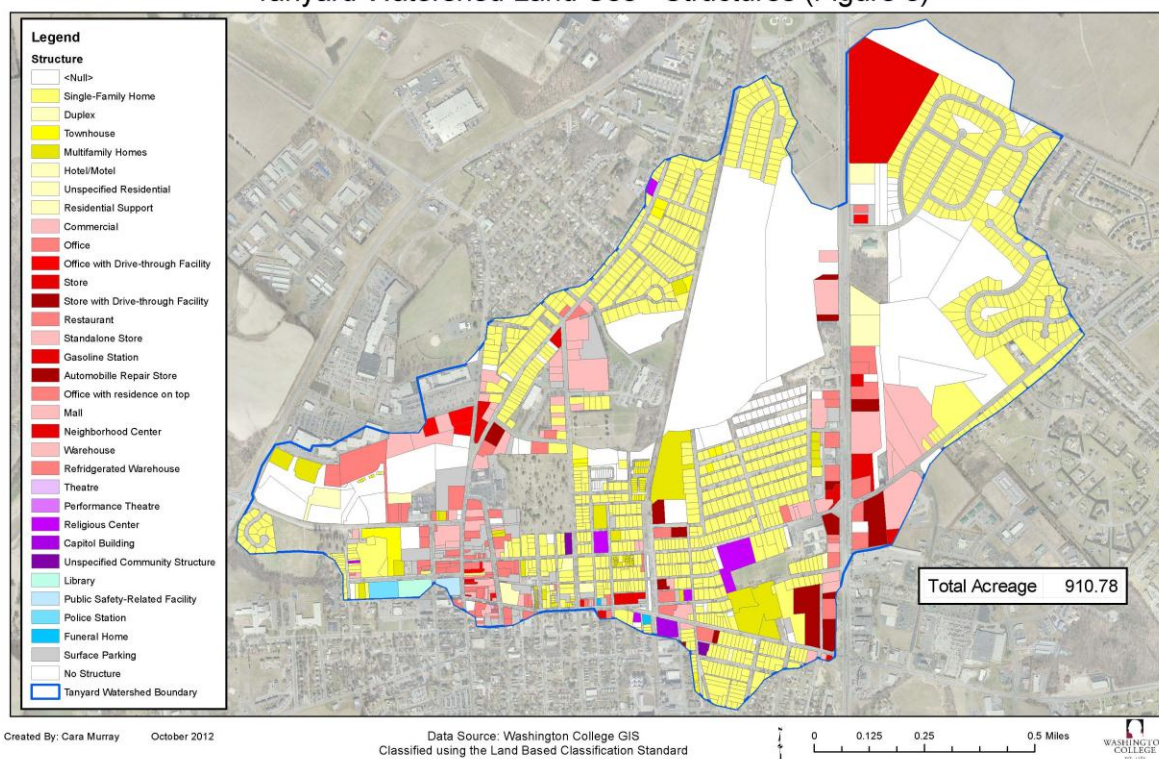 Tanyard Watershed Land Use - Structures (Figure 3)
Legend
Structure
<Null>
Single-Family Home
Duplex
Townhouse
Multifamily Homes
Hotel/Motel
Unspecified Residential
Residential Support
Commercial
Office
Office with Drive-through Facility
Store
Store with Drive-through Facility
Restaurant
Standalone Store
Gasoline Station
Automobille Repair Store
Office with residence on top
Mall
Neighborhood Center
Warehouse
Refridgerated Warehouse
Theatre
Performance Theatre
Religious Center
Capitol Building
Unspecified Community Structure
Library
Public Safety-Related Facility
Police Station
Funeral Home
Surface Parking
No Structure
Tanyard Watershed Boundary
Total Acreage 910.78
Created By: Cara Murray October 2012
Data Source: Washington College GIS
Classified using the Land Based Classification Standard
0 0.125 0.25 0.5 Miles
WASHINGTON
COLLEGE